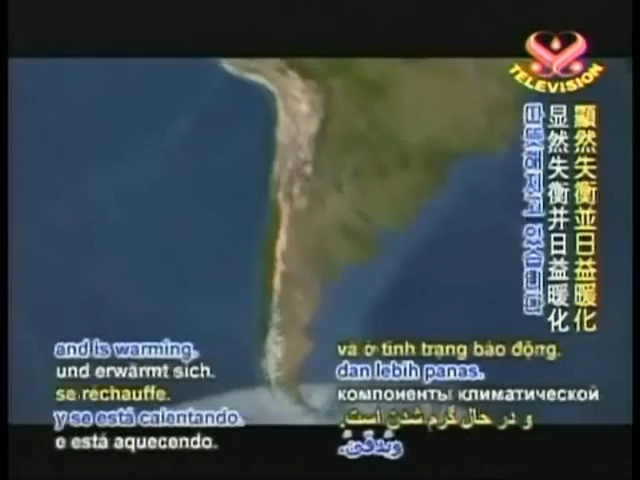 TELEVISION
顯然失衡並日益暖化
显然失衡并日益暖化
and is warming.
und erwärmt sich.
se réchauffe.
y se está calentando.
e está aquecendo.
và ở tình trạng báo động.
dan lebih panas.
компоненты климатической
و در حال گرم شدن است.